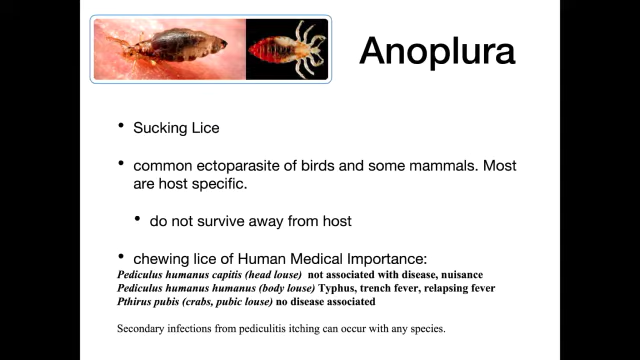 Anoplura
• Sucking Lice
• common ectoparasite of birds and some mammals. Most
are host specific.
• do not survive away from host
• chewing lice of Human Medical Importance:
Pediculus humanus capitis (head louse) not associated with disease, nuisance
Pediculus humanus humanus (body louse) Typhus, trench fever, relapsing fever
Pthirus pubis (crabs, pubic louse) no disease associated
Secondary infections from pediculitis itching can occur with any species.